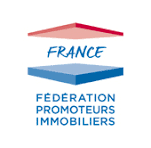 FRANCE
FÉDÉRATION
PROMOTEURS
IMMOBILIERS